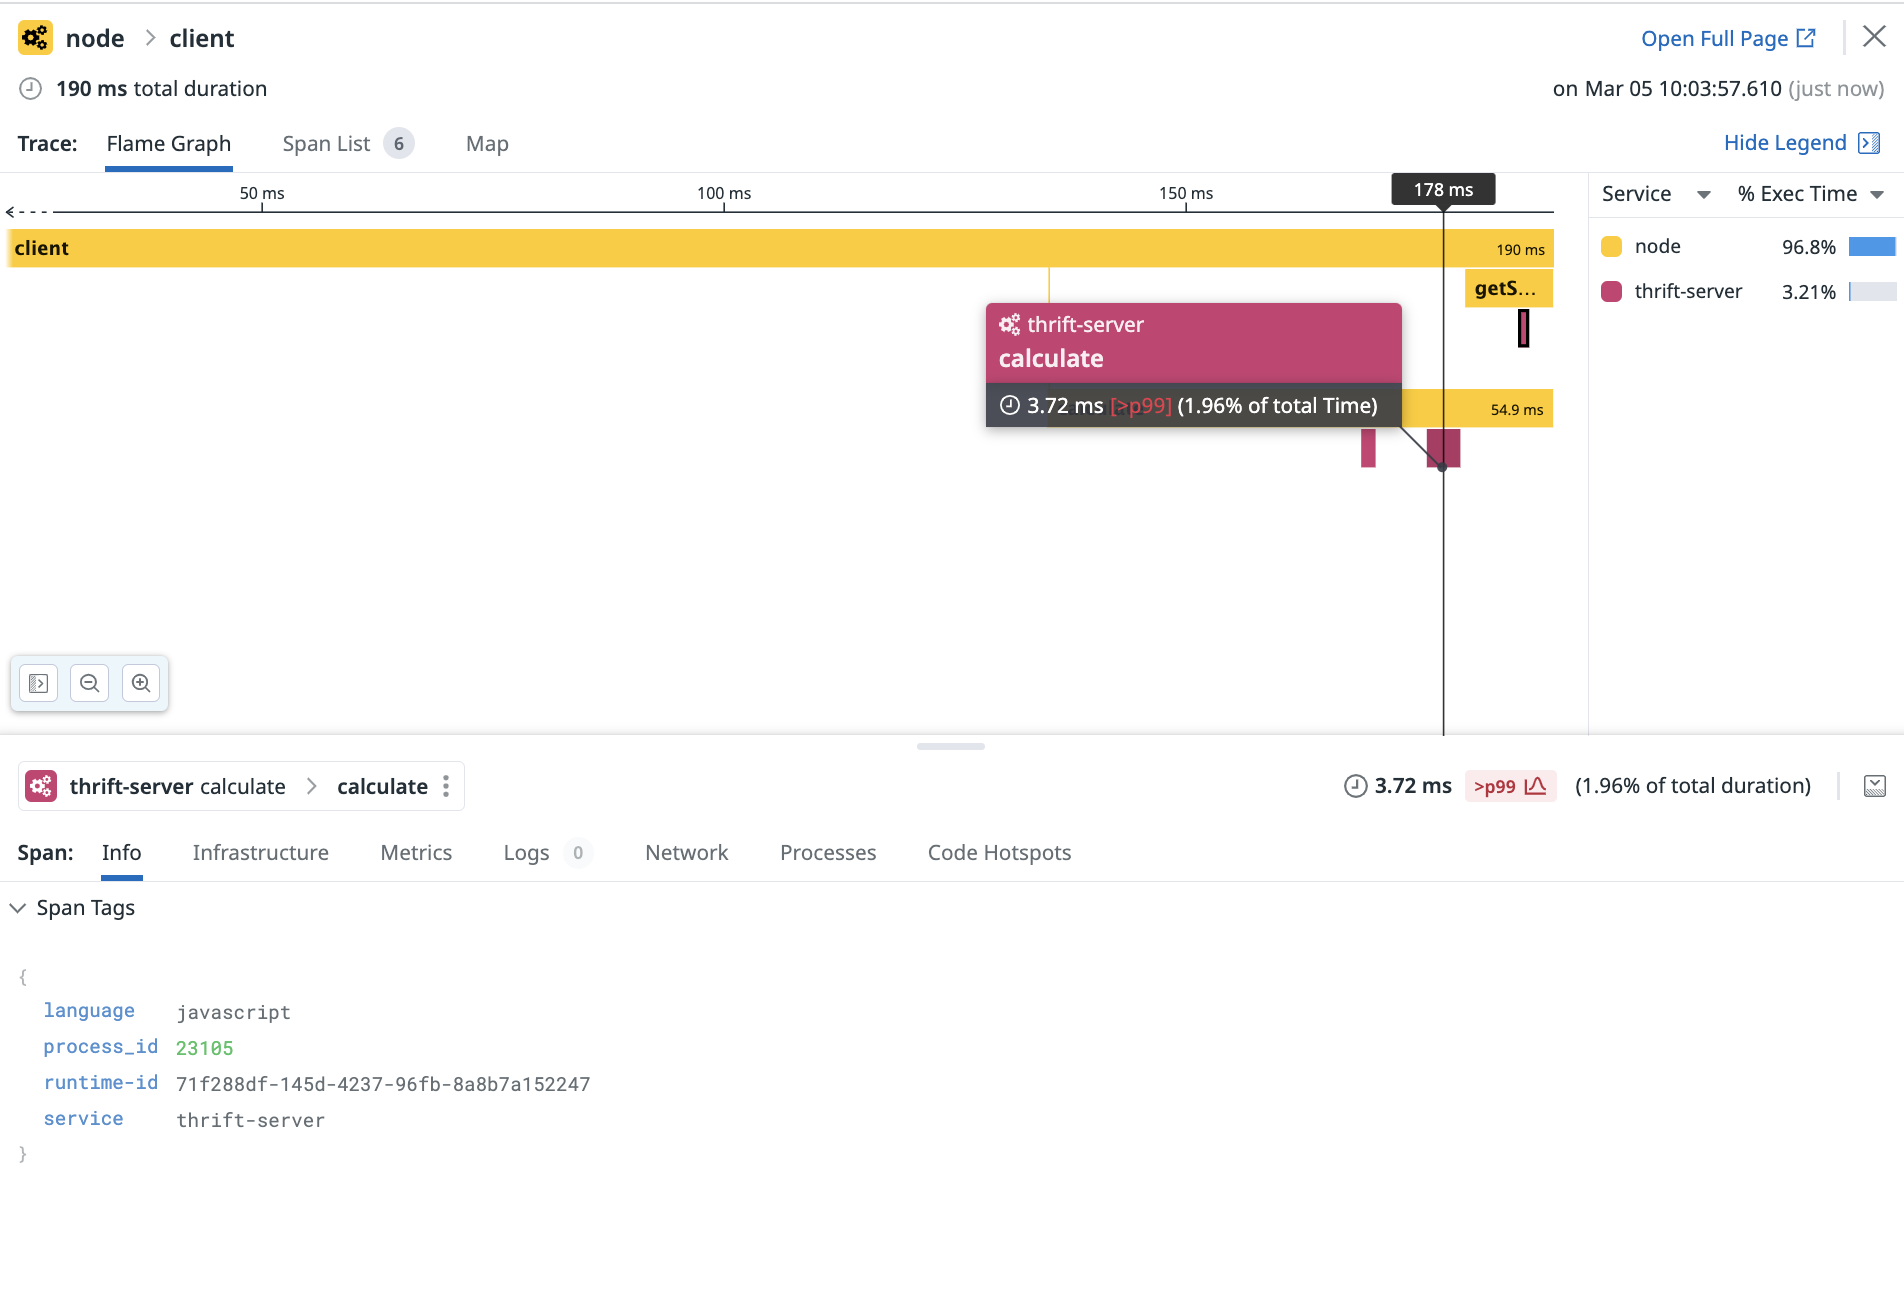 node > client
Open Full Page
190 ms total duration
on Mar 05 10:03:57.610 (just now)
Trace: Flame Graph Span List 6 Map
Hide Legend
50 ms 100 ms 150 ms 178 ms
Service % Exec Time
client 190 ms
node 96.8%
getS...
thrift-server 3.21%
thrift-server
calculate
3.72 ms [>p99] (1.96% of total Time)
54.9 ms
thrift-server calculate > calculate
3.72 ms >p99 (1.96% of total duration)
Span: Info Infrastructure Metrics Logs 0 Network Processes Code Hotspots
Span Tags
{
language javascript
process_id 23105
runtime-id 71f288df-145d-4237-96fb-8a8b7a152247
service thrift-server
}